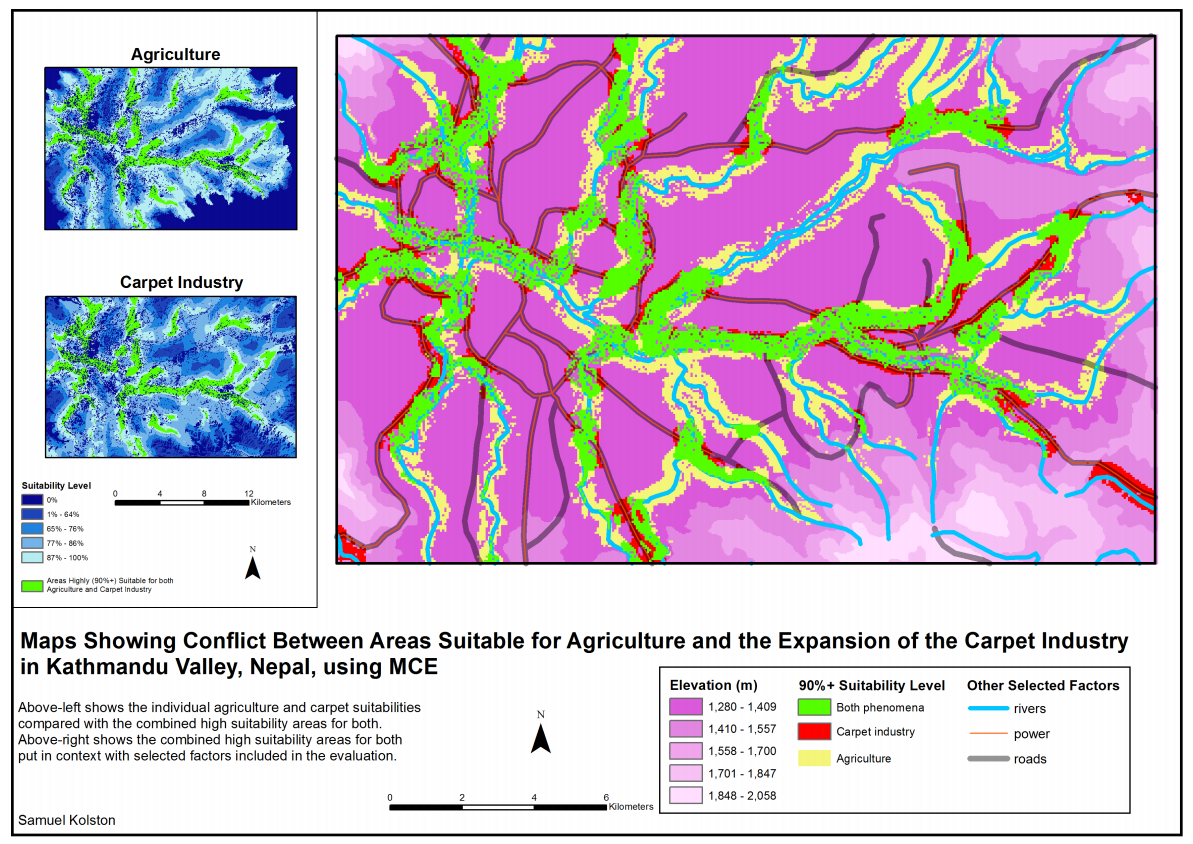 Agriculture
Carpet Industry
Suitability Level
0%
1% - 64%
65% - 76%
77% - 86%
87% - 100%
Areas Highly (90%+) Suitable for both
Agriculture and Carpet Industry
0 4 8 12
Kilometers
N
Maps Showing Conflict Between Areas Suitable for Agriculture and the Expansion of the Carpet Industry
in Kathmandu Valley, Nepal, using MCE
Above-left shows the individual agriculture and carpet suitabilities
compared with the combined high suitability areas for both.
Above-right shows the combined high suitability areas for both
put in context with selected factors included in the evaluation.
N
0 2 4 6
Kilometers
Samuel Kolston
Elevation (m)
1,280 - 1,409
1,410 - 1,557
1,558 - 1,700
1,701 - 1,847
1,848 - 2,058
90%+ Suitability Level
Both phenomena
Carpet industry
Agriculture
Other Selected Factors
rivers
power
roads